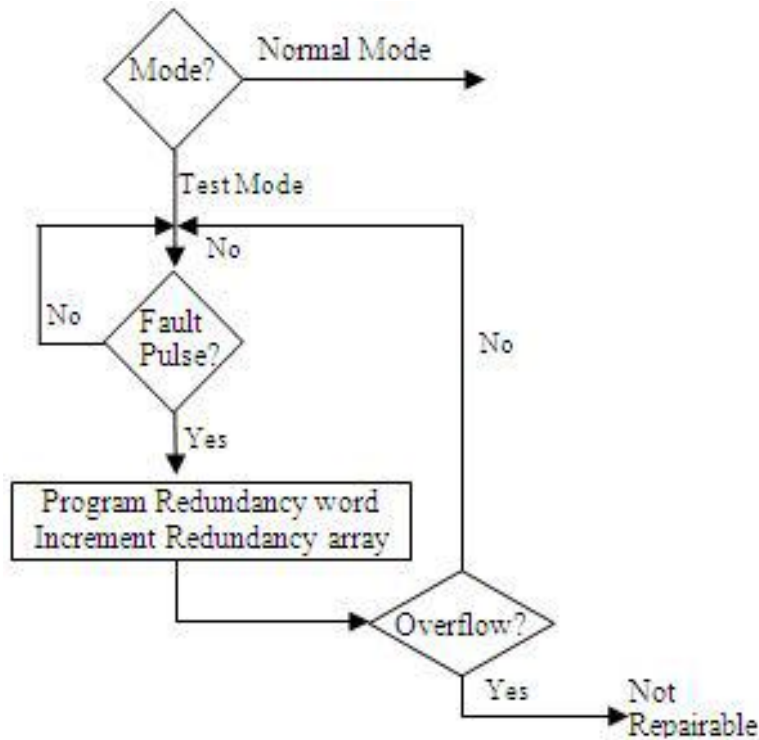 Normal Mode
Mode?
Test Mode
No
No
Fault
Pulse?
No
Yes
Program Redundancy word
Increment Redundancy array
Overflow?
Yes
Not
Repairable